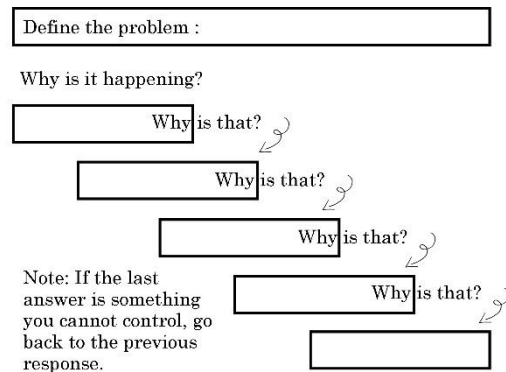 Define the problem :
Why is it happening?
Why is that?
Why is that?
Why is that?
Why is that?
Note: If the last
answer is something
you cannot control, go
back to the previous
response.